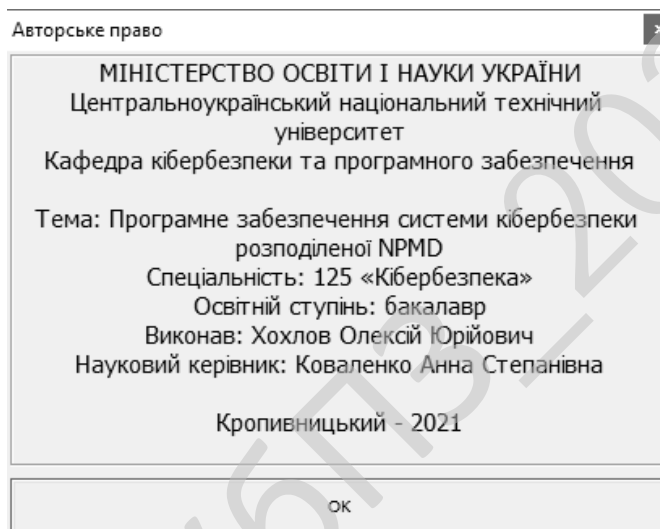 Авторське право
МІНІСТЕРСТВО ОСВІТИ І НАУКИ УКРАЇНИ
Центральноукраїнський національний технічний
університет
Кафедра кібербезпеки та програмного забезпечення
Тема: Програмне забезпечення системи кібербезпеки
розподіленої NPMD
Спеціальність: 125 «Кібербезпека»
Освітній ступінь: бакалавр
Виконав: Хохлов Олексій Юрійович
Науковий керівник: Коваленко Анна Степанівна
Кропивницький - 2021
ОК